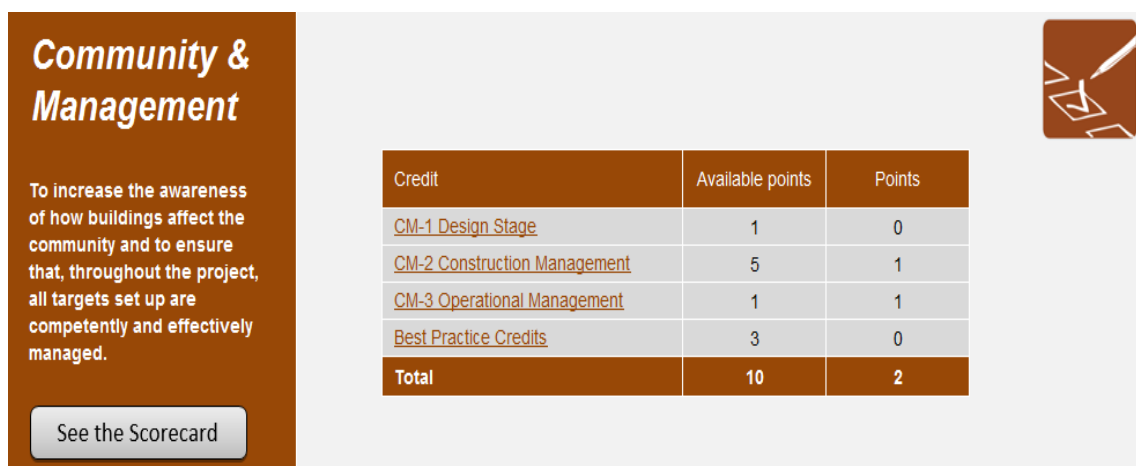 Community &
Management
To increase the awareness
of how buildings affect the
community and to ensure
that, throughout the project,
all targets set up are
competently and effectively
managed.
See the Scorecard
Credit Available points Points
CM-1 Design Stage 1 0
CM-2 Construction Management 5 1
CM-3 Operational Management 1 1
Best Practice Credits 3 0
Total 10 2